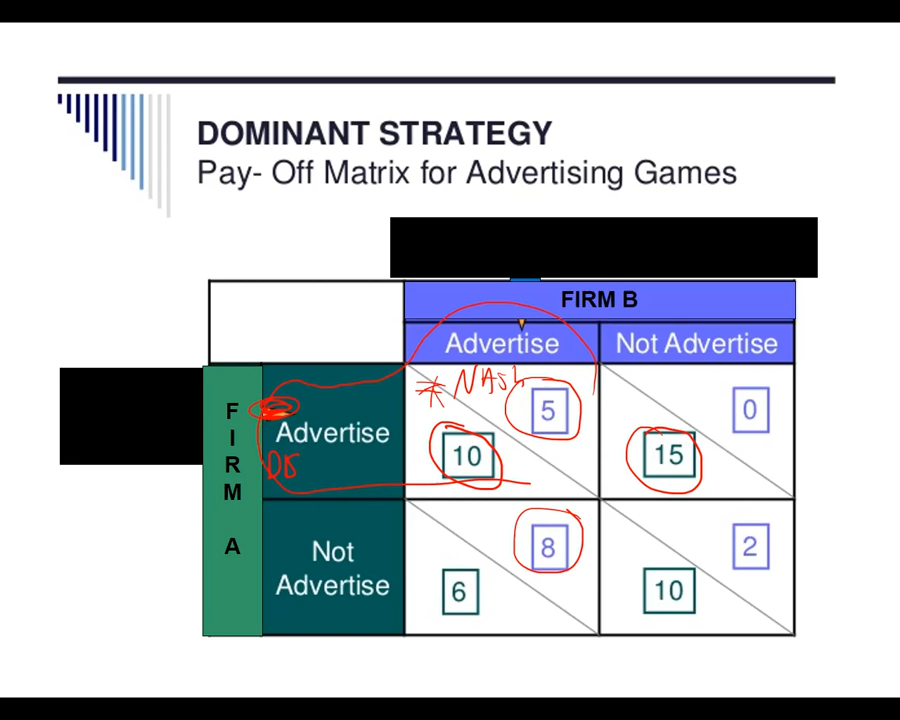 DOMINANT STRATEGY
Pay- Off Matrix for Advertising Games
FIRM B
Advertise
Not Advertise
FIRM A
Advertise
* NASh
5
10
0
15
Not
Advertise
8
6
2
10